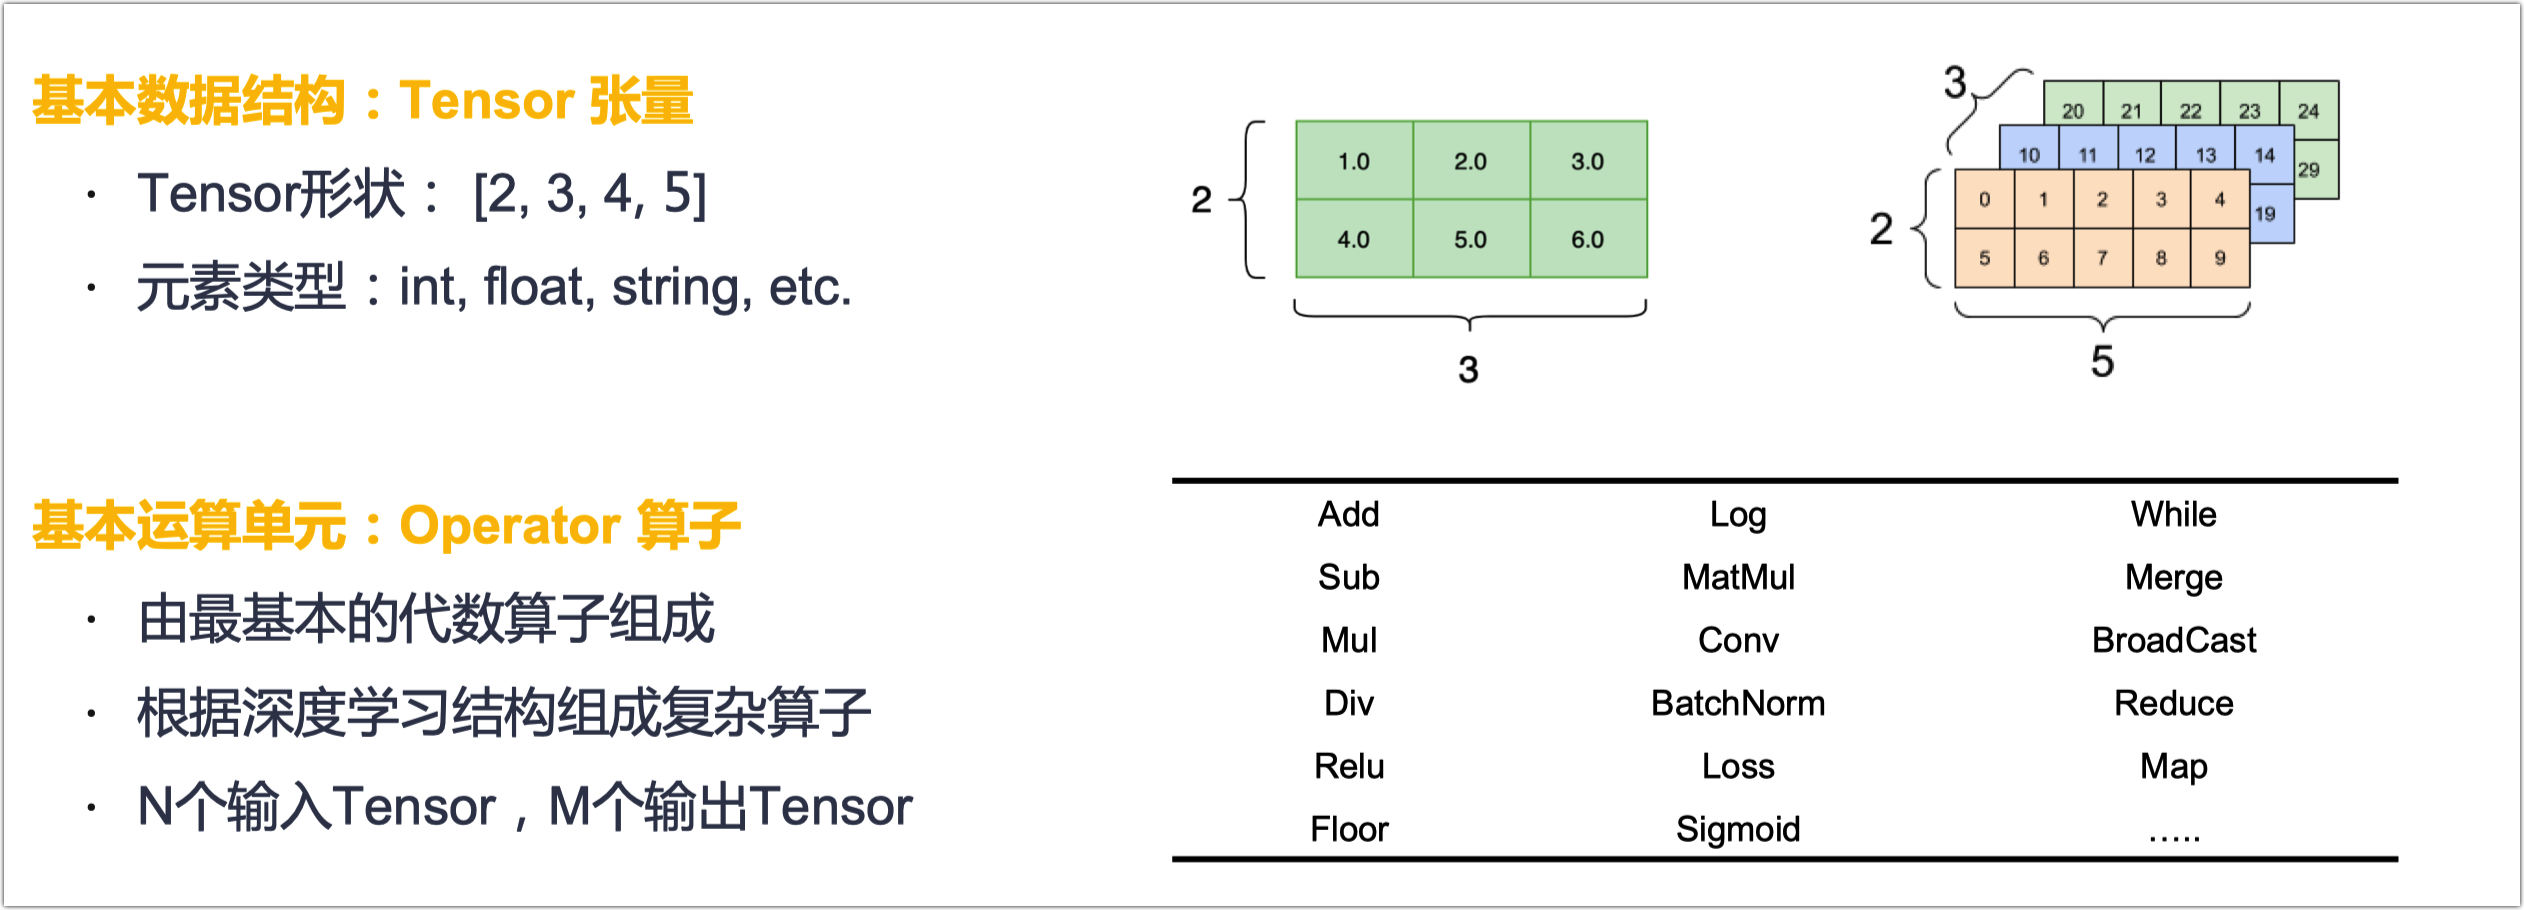 基本数据结构：Tensor 张量
· Tensor形状： [2, 3, 4, 5]
· 元素类型：int, float, string, etc.
2
1.0 2.0 3.0
4.0 5.0 6.0
3
3
20 21 22 23 24
10 11 12 13 14
29
2
0 1 2 3 4
19
5 6 7 8 9
5
基本运算单元：Operator 算子
· 由最基本的代数算子组成
· 根据深度学习结构组成复杂算子
· N个输入Tensor，M个输出Tensor
Add Log While
Sub MatMul Merge
Mul Conv BroadCast
Div BatchNorm Reduce
Relu Loss Map
Floor Sigmoid …..